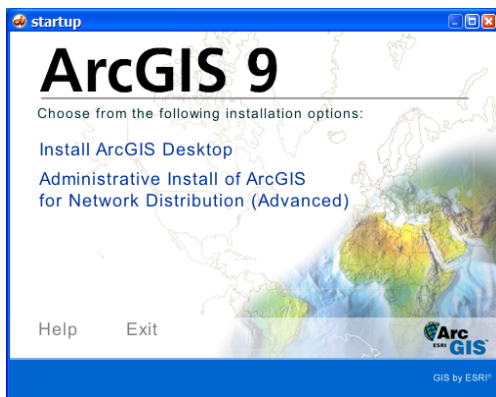 startup
ArcGIS 9
Choose from the following installation options:
Install ArcGIS Desktop
Administrative Install of ArcGIS
for Network Distribution (Advanced)
Help Exit
Arc
ESRI GIS
GIS by ESRI®